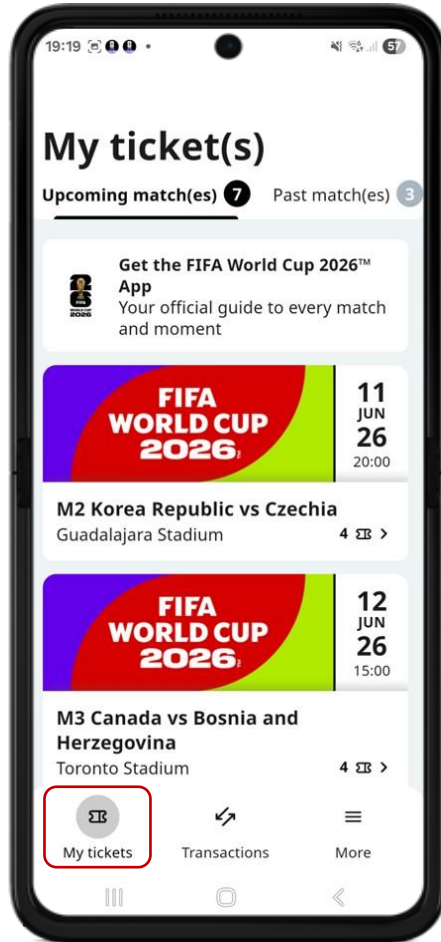 19:19
57
My ticket(s)
Upcoming match(es) 7 Past match(es) 3
Get the FIFA World Cup 2026™
App
Your official guide to every match
and moment
FIFA
WORLD CUP
2026
11
JUN
26
20:00
M2 Korea Republic vs Czechia
Guadalajara Stadium 4
FIFA
WORLD CUP
2026
12
JUN
26
15:00
M3 Canada vs Bosnia and
Herzegovina
Toronto Stadium 4
My tickets Transactions More